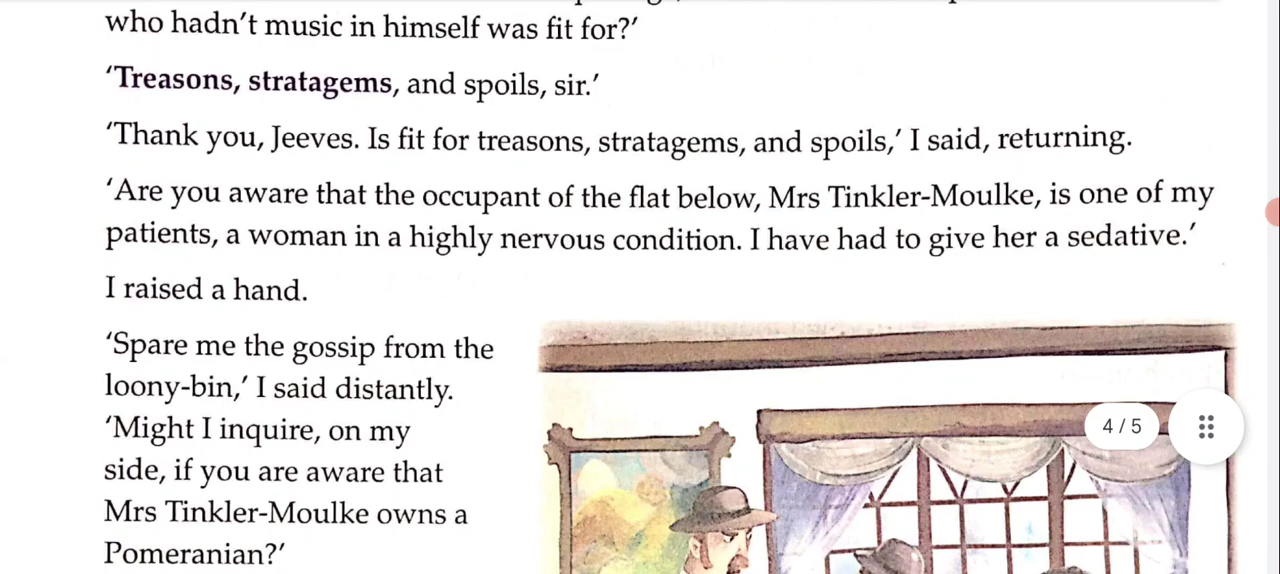 who hadn’t music in himself was fit for?’
‘Treasons, stratagems, and spoils, sir.’
‘Thank you, Jeeves. Is fit for treasons, stratagems, and spoils,’ I said, returning.
‘Are you aware that the occupant of the flat below, Mrs Tinkler-Moulke, is one of my
patients, a woman in a highly nervous condition. I have had to give her a sedative.’
I raised a hand.
‘Spare me the gossip from the
loony-bin,’ I said distantly.
‘Might I inquire, on my
side, if you are aware that
Mrs Tinkler-Moulke owns a
Pomeranian?’
4 / 5